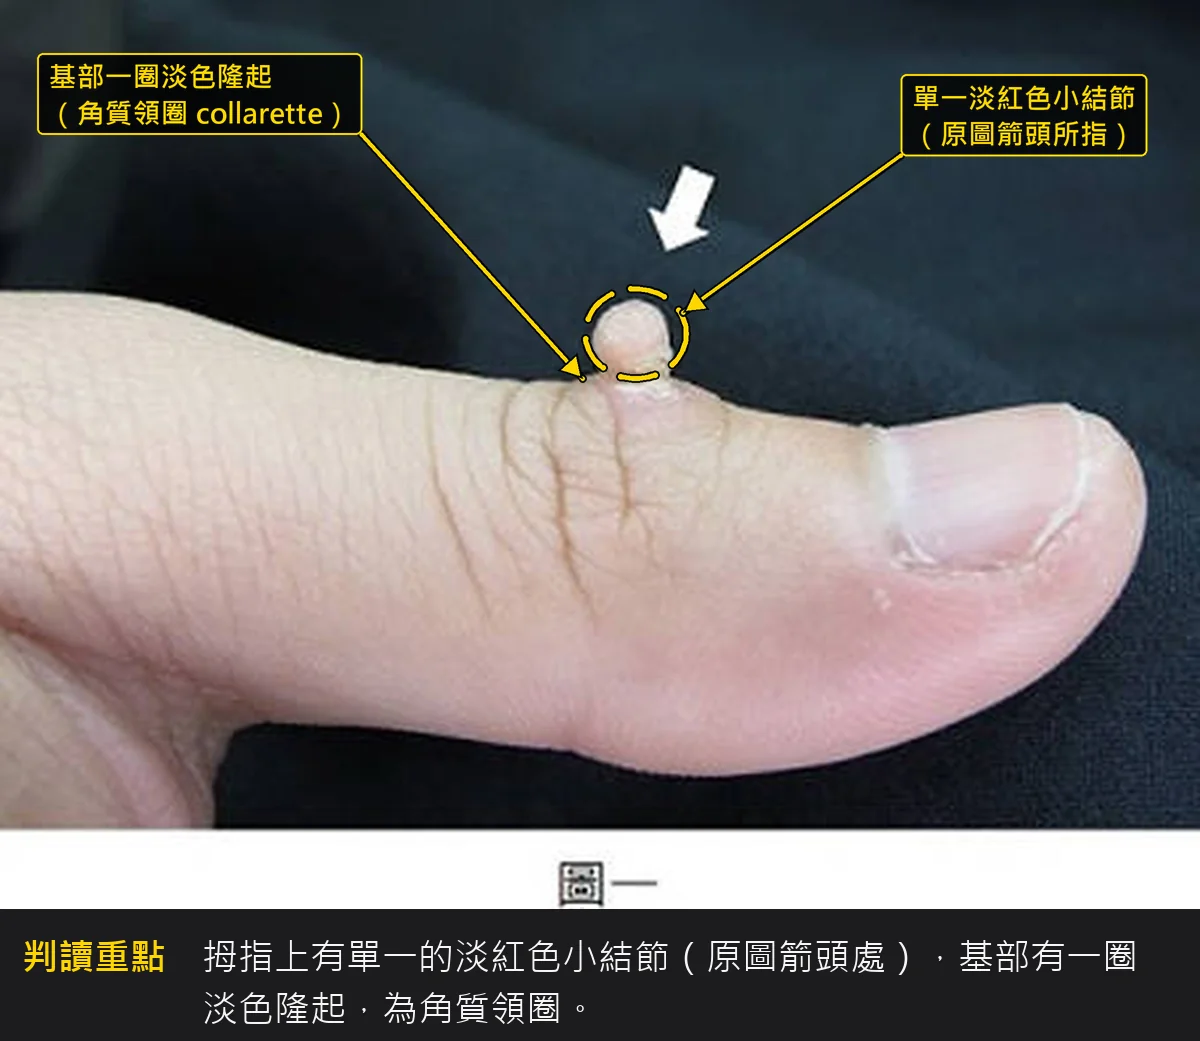 基部一圈淡色隆起
（角質領圈 collarette）
單一淡紅色小結節
（原圖箭頭所指）
圖一
判讀重點 拇指上有單一的淡紅色小結節（原圖箭頭處），基部有一圈
淡色隆起，為角質領圈。